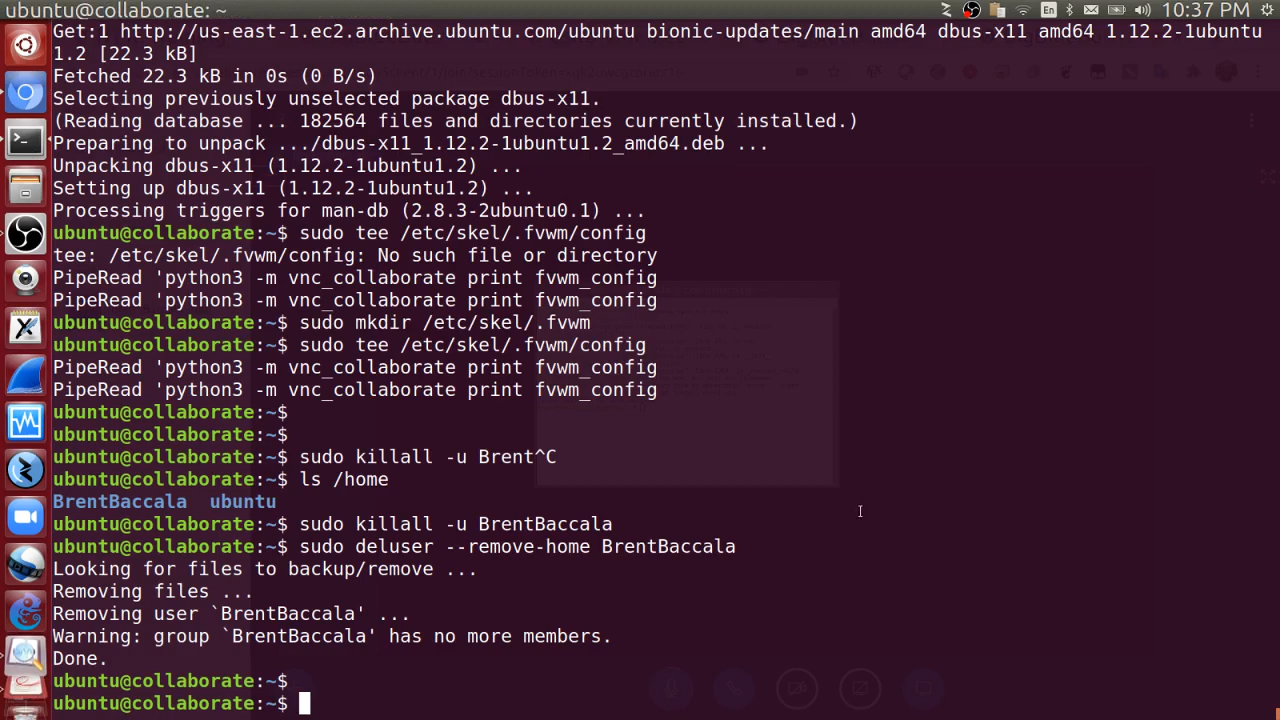 ubuntu@collaborate: ~
En
10:37 PM
Get:1 http://us-east-1.ec2.archive.ubuntu.com/ubuntu bionic-updates/main amd64 dbus-x11 amd64 1.12.2-1ubuntu
1.2 [22.3 kB]
Fetched 22.3 kB in 0s (0 B/s)
Selecting previously unselected package dbus-x11.
(Reading database ... 182564 files and directories currently installed.)
Preparing to unpack .../dbus-x11_1.12.2-1ubuntu1.2_amd64.deb ...
Unpacking dbus-x11 (1.12.2-1ubuntu1.2) ...
Setting up dbus-x11 (1.12.2-1ubuntu1.2) ...
Processing triggers for man-db (2.8.3-2ubuntu0.1) ...
ubuntu@collaborate:~$ sudo tee /etc/skel/.fvwm/config
tee: /etc/skel/.fvwm/config: No such file or directory
PipeRead 'python3 -m vnc_collaborate print fvwm_config
PipeRead 'python3 -m vnc_collaborate print fvwm_config
ubuntu@collaborate:~$ sudo mkdir /etc/skel/.fvwm
ubuntu@collaborate:~$ sudo tee /etc/skel/.fvwm/config
PipeRead 'python3 -m vnc_collaborate print fvwm_config
PipeRead 'python3 -m vnc_collaborate print fvwm_config
ubuntu@collaborate:~$
ubuntu@collaborate:~$
ubuntu@collaborate:~$ sudo killall -u Brent^C
ubuntu@collaborate:~$ ls /home
BrentBaccala  ubuntu
ubuntu@collaborate:~$ sudo killall -u BrentBaccala
ubuntu@collaborate:~$ sudo deluser --remove-home BrentBaccala
Looking for files to backup/remove ...
Removing files ...
Removing user `BrentBaccala' ...
Warning: group `BrentBaccala' has no more members.
Done.
ubuntu@collaborate:~$
ubuntu@collaborate:~$